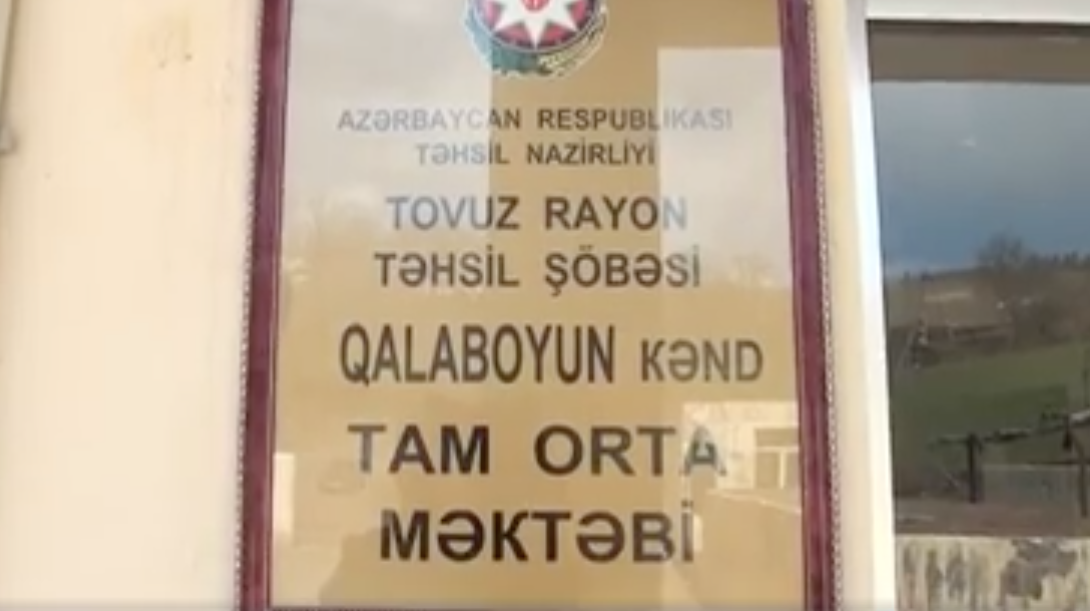 AZƏRBAYCAN RESPUBLİKASI
TƏHSİL NAZİRLİYİ
TOVUZ RAYON
TƏHSİL ŞÖBƏSİ
QALABOYUN KƏND
TAM ORTA
MƏKTƏBİ